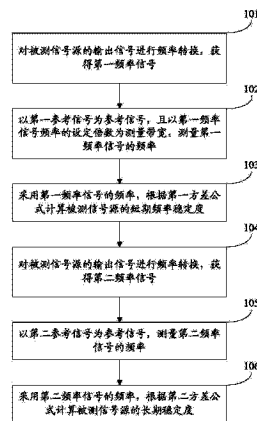 101
对被测信号源的输出信号进行频率转换，获
得第一频率信号
102
以第一参考信号为参考信号，且以第一频率
信号频率的设定倍数为测量带宽，测量第一
频率信号的频率
103
采用第一频率信号的频率，根据第一方差公
式计算被测信号源的短期频率稳定度
104
对被测信号源的输出信号进行频率转换，获
得第二频率信号
105
以第二参考信号为参考信号，测量第二频率
信号的频率
106
采用第二频率信号的频率，根据第二方差公
式计算被测信号源的长期稳定度